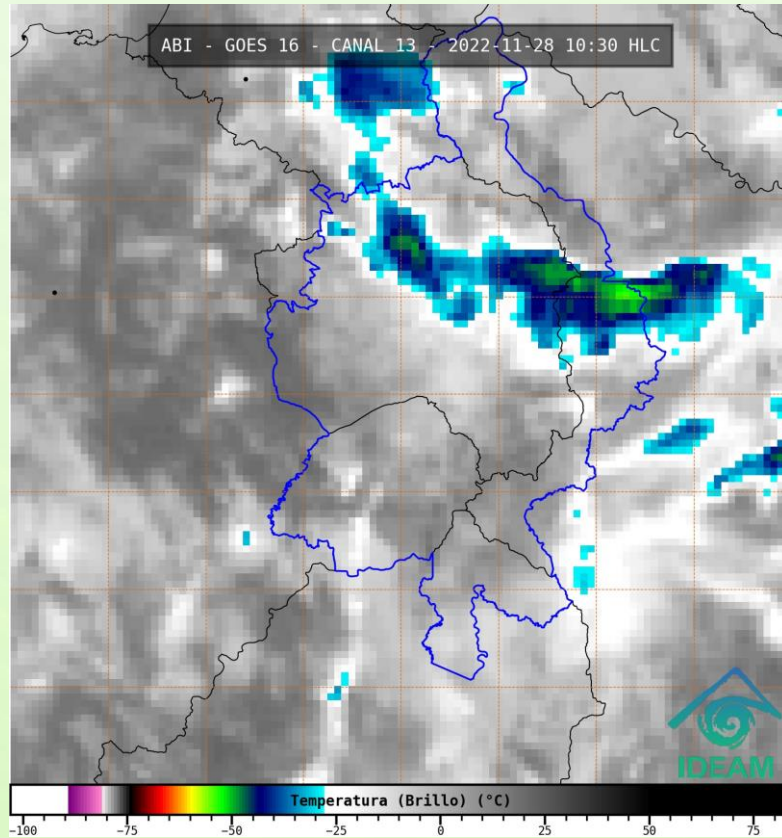 ABI - GOES 16 - CANAL 13 - 2022-11-28 10:30 HLC
IDEAM
Temperatura (Brillo) (°C)
−100 −75 −50 −25 0 25 50 75